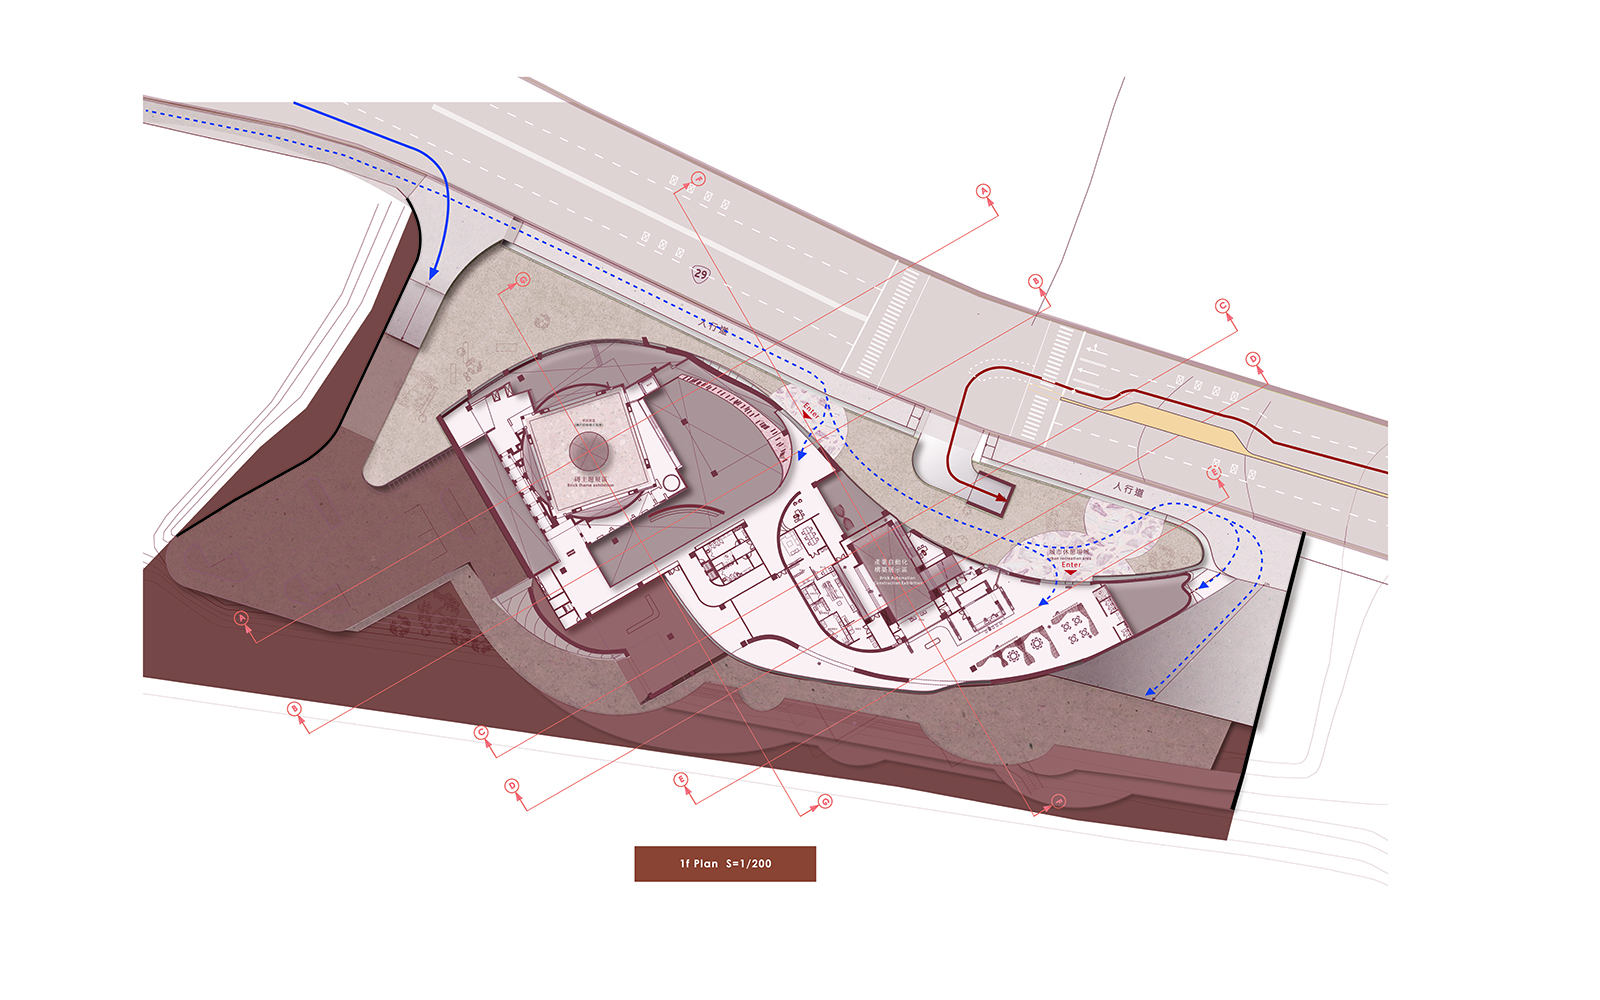 F
A
G
29
B
人行道
C
D
Enter
E
人行道
磚主題展區
Brick theme exhibition
城市休憩場域
urban recreation area
Enter
產業自動化
構築展示區
Brick Automation
Construction Exhibition
A
B
C
D
E
G
F
1f Plan S=1/200